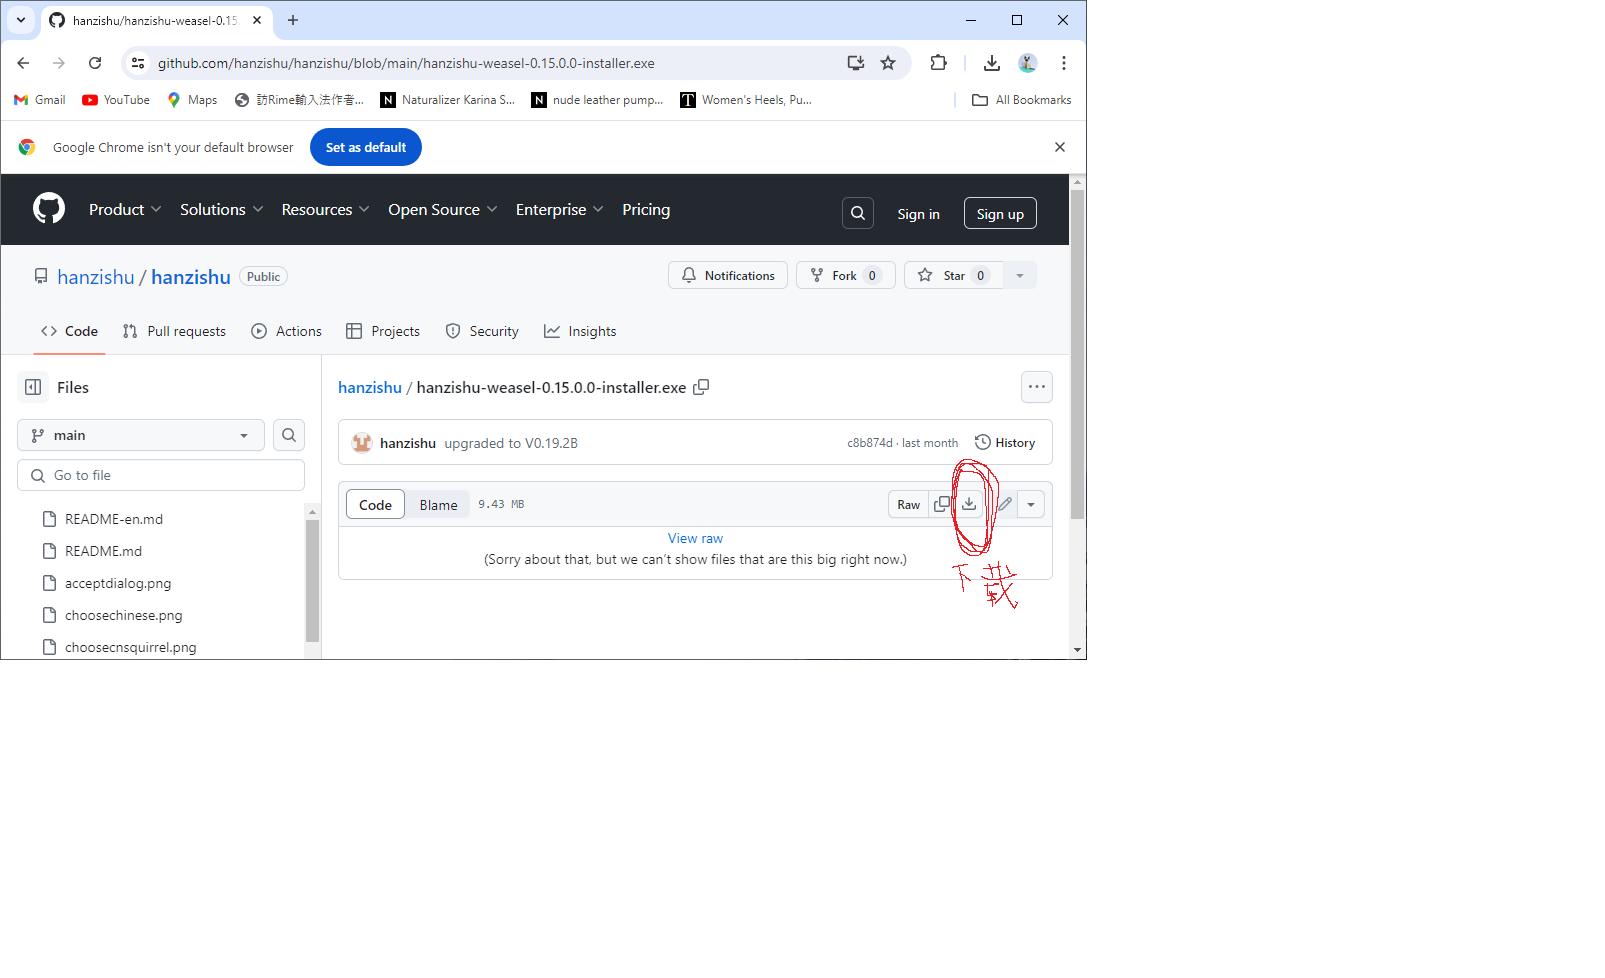 hanzishu/hanzishu-weasel-0.15
github.com/hanzishu/hanzishu/blob/main/hanzishu-weasel-0.15.0.0-installer.exe
Gmail YouTube Maps 訪Rime輸入法作者... Naturalizer Karina S... nude leather pump... Women's Heels, Pu... All Bookmarks
Google Chrome isn't your default browser Set as default
Product Solutions Resources Open Source Enterprise Pricing Sign in Sign up
hanzishu / hanzishu Public Notifications Fork 0 Star 0
Code Pull requests Actions Projects Security Insights
Files
hanzishu / hanzishu-weasel-0.15.0.0-installer.exe
main
hanzishu upgraded to V0.19.2B c8b874d · last month History
Go to file
Code Blame 9.43 MB Raw
View raw
(Sorry about that, but we can't show files that are this big right now.)
下载
README-en.md
README.md
acceptdialog.png
choosechinese.png
choosecnsquirrel.png